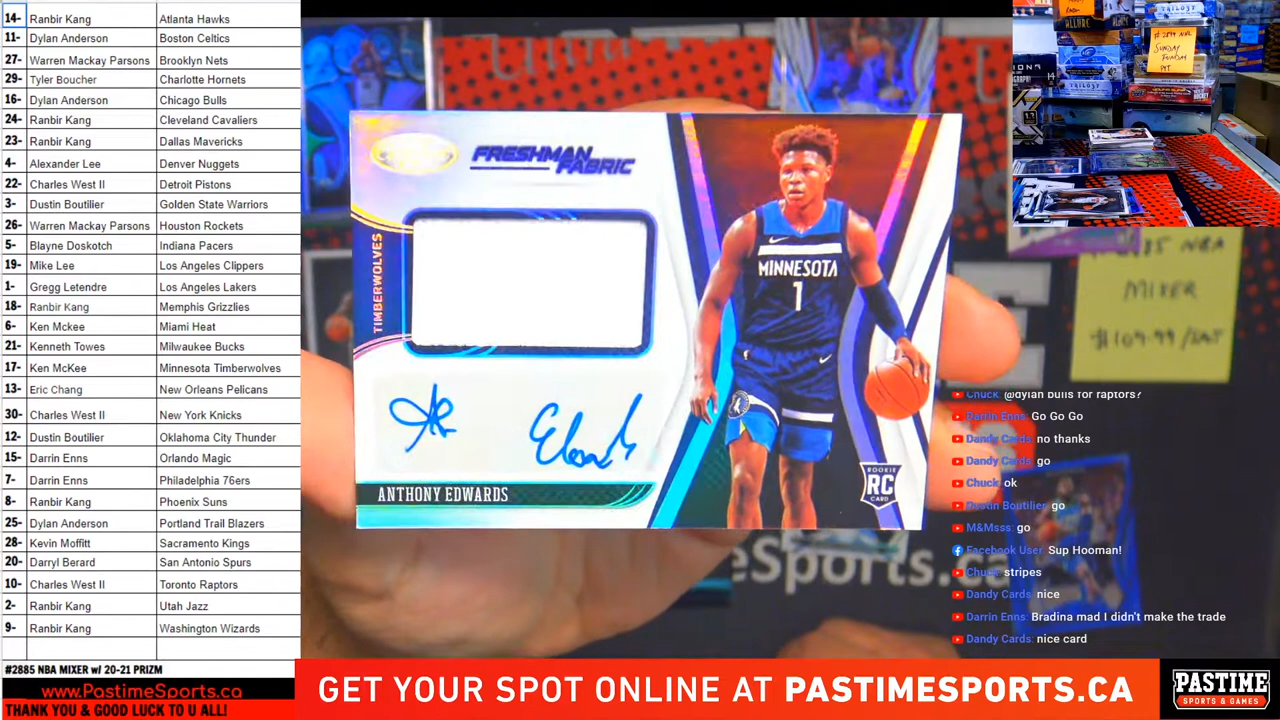 14- Ranbir Kang Atlanta Hawks
11- Dylan Anderson Boston Celtics
27- Warren Mackay Parsons Brooklyn Nets
29- Tyler Boucher Charlotte Hornets
16- Dylan Anderson Chicago Bulls
24- Ranbir Kang Cleveland Cavaliers
23- Ranbir Kang Dallas Mavericks
4- Alexander Lee Denver Nuggets
22- Charles West II Detroit Pistons
3- Dustin Boutilier Golden State Warriors
26- Warren Mackay Parsons Houston Rockets
5- Blayne Doskotch Indiana Pacers
19- Mike Lee Los Angeles Clippers
1- Gregg Letendre Los Angeles Lakers
18- Ranbir Kang Memphis Grizzlies
6- Ken Mckee Miami Heat
21- Kenneth Towes Milwaukee Bucks
17- Ken McKee Minnesota Timberwolves
13- Eric Chang New Orleans Pelicans
30- Charles West II New York Knicks
12- Dustin Boutilier Oklahoma City Thunder
15- Darrin Enns Orlando Magic
7- Darrin Enns Philadelphia 76ers
8- Ranbir Kang Phoenix Suns
25- Dylan Anderson Portland Trail Blazers
28- Kevin Moffitt Sacramento Kings
20- Darryl Berard San Antonio Spurs
10- Charles West II Toronto Raptors
2- Ranbir Kang Utah Jazz
9- Ranbir Kang Washington Wizards
#2885 NBA MIXER w/ 20-21 PRIZM
www.PastimeSports.ca
THANK YOU & GOOD LUCK TO U ALL!
FRESHMAN
FABRIC
TIMBERWOLVES
MINNESOTA
1
ANTHONY EDWARDS
ROOKIE
RC
CARD
eSports.c
SUNDAY
FUNDAY
NBA
MIXER
$109.99
Chuck: @dylan bulls for raptors?
Darrin Enns: Go Go Go
Dandy Cards: no thanks
Dandy Cards: go
Chuck: ok
Dustin Boutilier: go
M&Msss: go
Facebook User: Sup Hooman!
Chuck: stripes
Dandy Cards: nice
Darrin Enns: Bradina mad I didn't make the trade
Dandy Cards: nice card
GET YOUR SPOT ONLINE AT PASTIMESPORTS.CA
PASTIME
SPORTS & GAMES